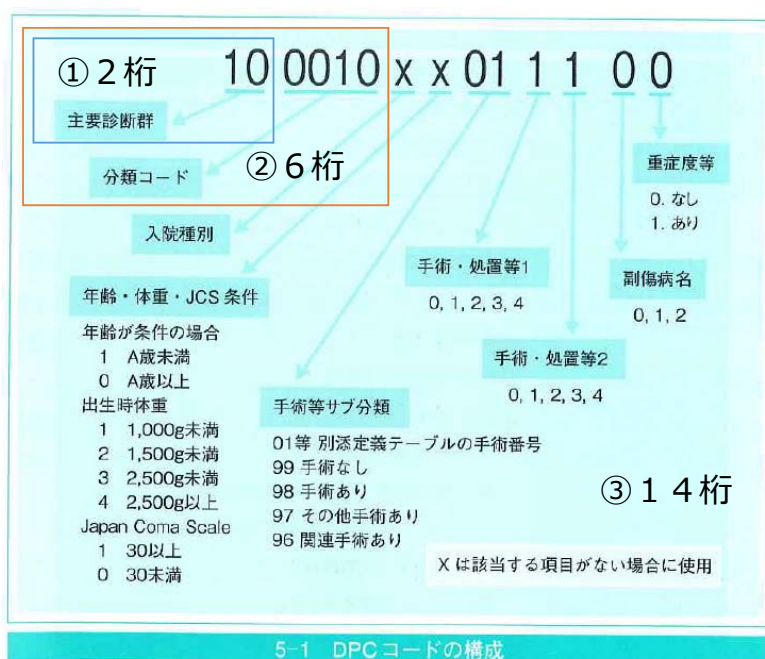 ①２桁
10 0010 x x 01 1 1 0 0
主要診断群
②６桁
分類コード
重症度等
0. なし
1. あり
入院種別
手術・処置等1
0, 1, 2, 3, 4
副傷病名
0, 1, 2
年齢・体重・JCS 条件
年齢が条件の場合
1 A歳未満
0 A歳以上
出生時体重
1 1,000g未満
2 1,500g未満
3 2,500g未満
4 2,500g以上
Japan Coma Scale
1 30以上
0 30未満
手術・処置等2
0, 1, 2, 3, 4
手術等サブ分類
01等 別添定義テーブルの手術番号
99 手術なし
98 手術あり
97 その他手術あり
96 関連手術あり
③１４桁
X は該当する項目がない場合に使用
5-1 DPCコードの構成